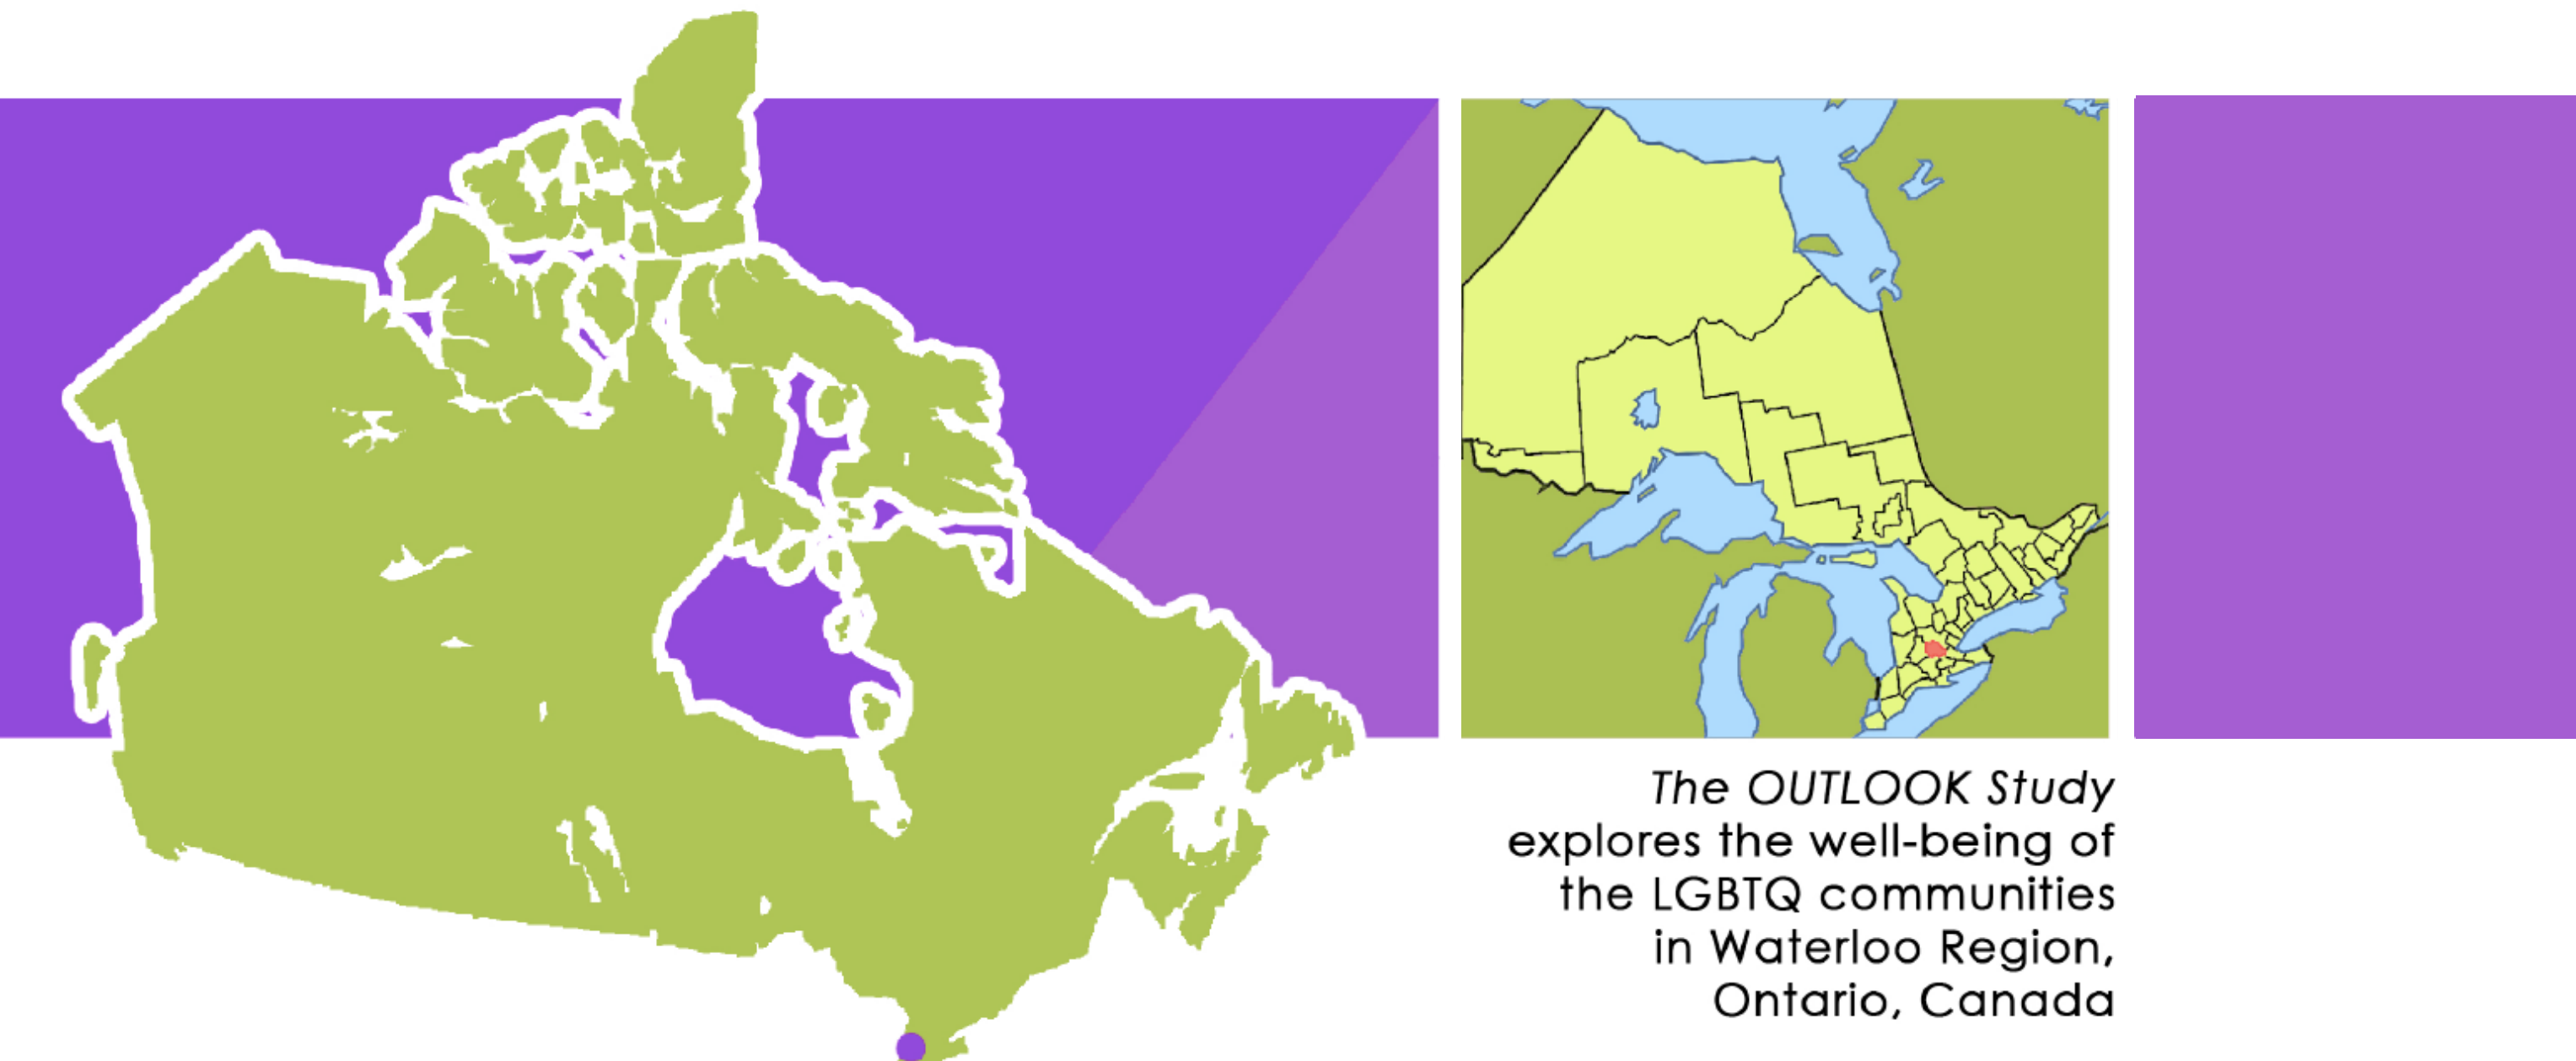 The OUTLOOK Study
explores the well-being of
the LGBTQ communities
in Waterloo Region,
Ontario, Canada